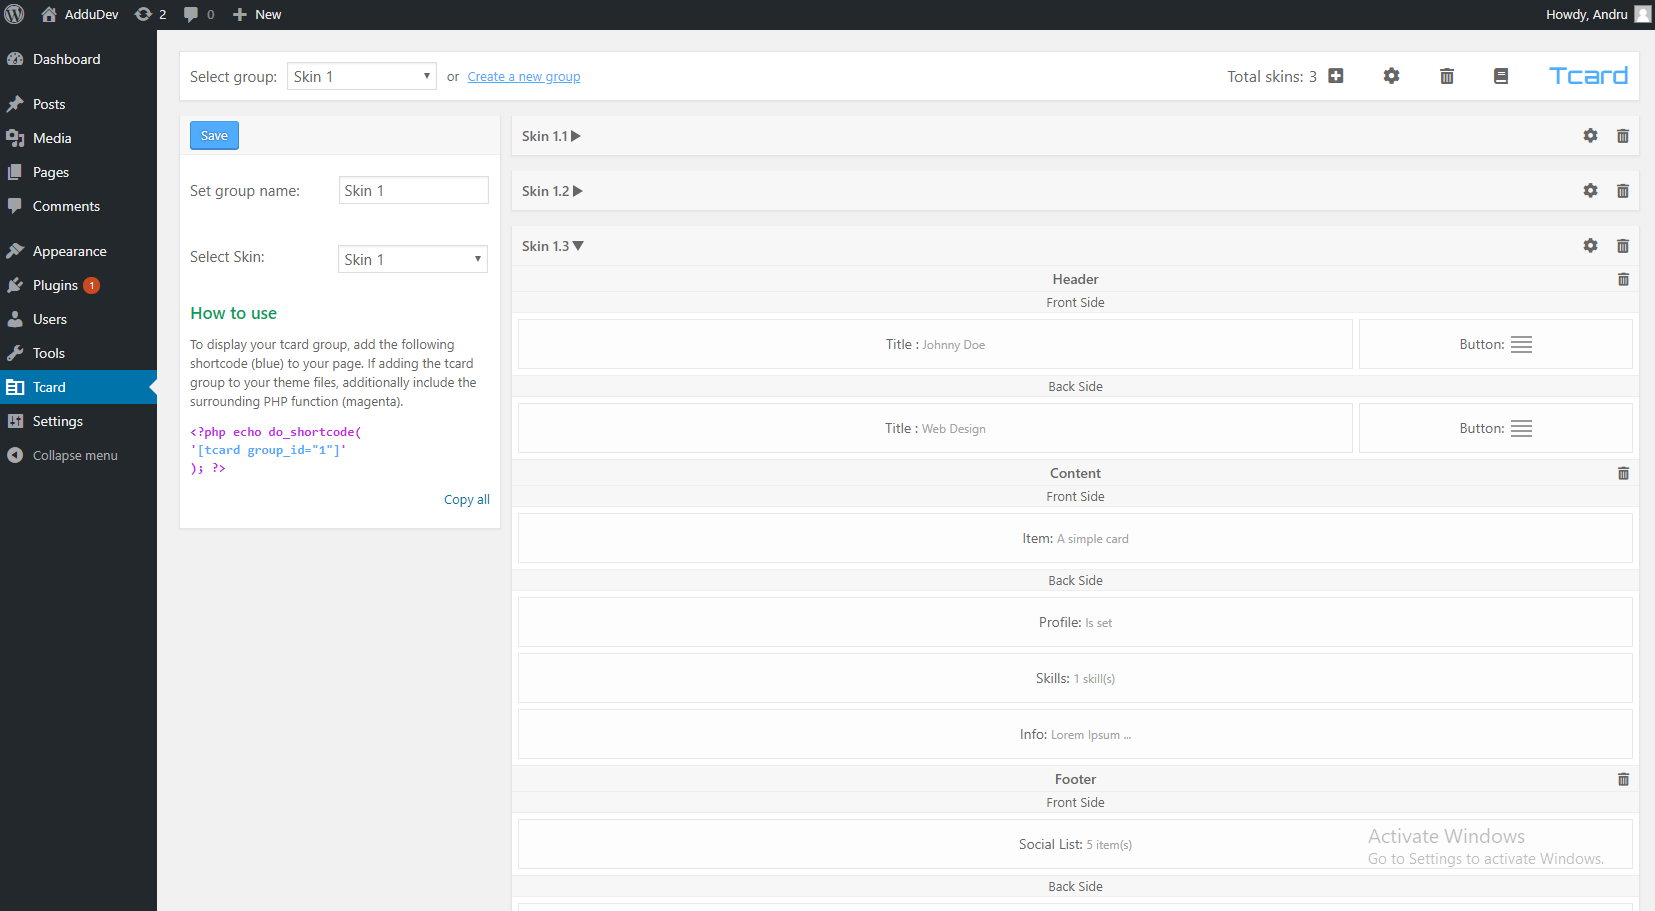 AdduDev 2 0 New Howdy, Andru
Dashboard
Posts
Media
Pages
Comments
Appearance
Plugins 1
Users
Tools
Tcard
Settings
Collapse menu
Select group: Skin 1 or Create a new group Total skins: 3 Tcard
Save
Set group name: Skin 1
Select Skin: Skin 1
How to use
To display your tcard group, add the following
shortcode (blue) to your page. If adding the tcard
group to your theme files, additionally include the
surrounding PHP function (magenta).
<?php echo do_shortcode(
'[tcard group_id="1"]'
); ?>
Copy all
Skin 1.1
Skin 1.2
Skin 1.3
Header
Front Side
Title : Johnny Doe Button:
Back Side
Title : Web Design Button:
Content
Front Side
Item: A simple card
Back Side
Profile: Is set
Skills: 1 skill(s)
Info: Lorem Ipsum ...
Footer
Front Side
Social List: 5 item(s)
Back Side
Activate Windows
Go to Settings to activate Windows.